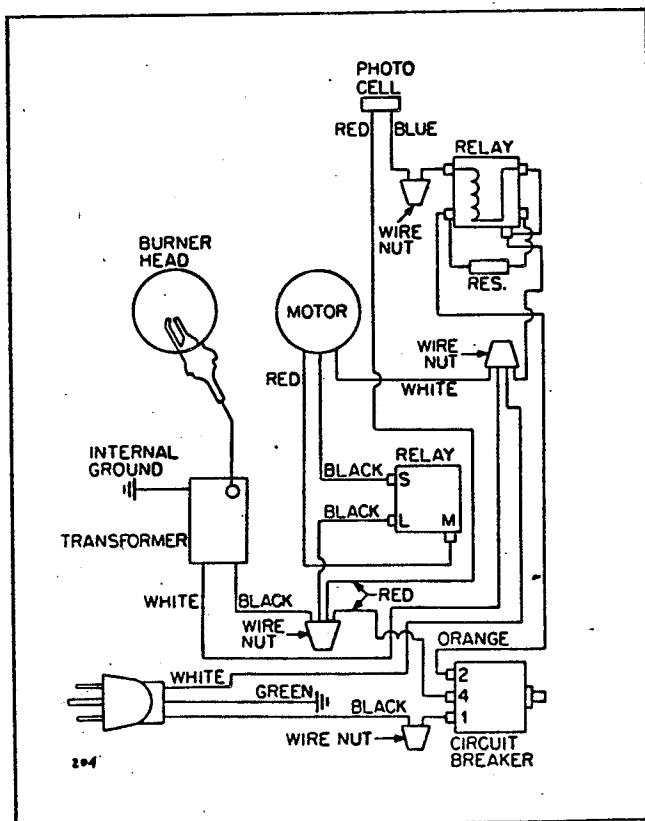 PHOTO
CELL
RED BLUE
RELAY
WIRE
NUT
RES.
BURNER
HEAD
MOTOR
WIRE
NUT
RED
WHITE
INTERNAL
GROUND
BLACK
RELAY
S
BLACK
L M
TRANSFORMER
WHITE
BLACK
RED
WIRE
NUT
ORANGE
WHITE
2
GREEN
4
BLACK
1
WIRE NUT
CIRCUIT
BREAKER
204